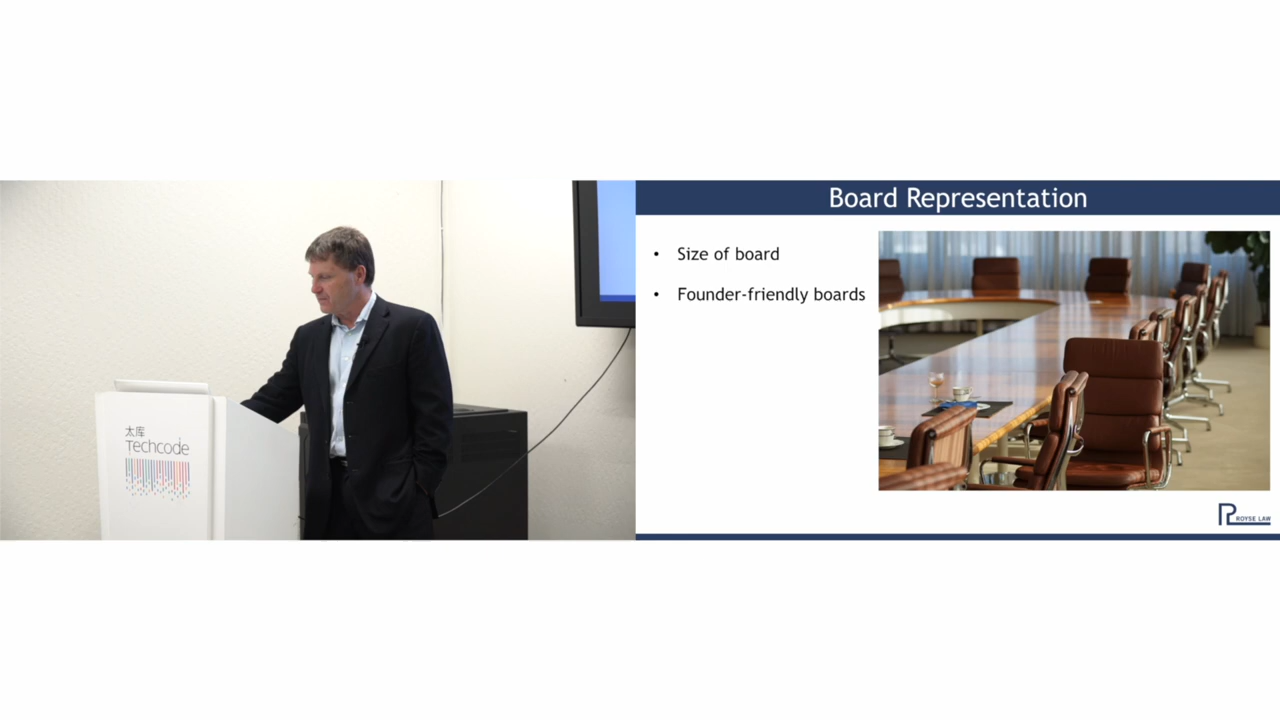 太库
Techcode
Board Representation
• Size of board
• Founder-friendly boards
ROYSE LAW